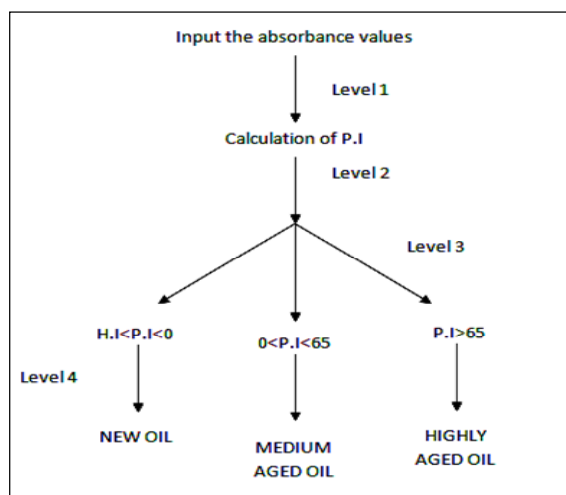 Input the absorbance values
Level 1
Calculation of P.I
Level 2
Level 3
H.I<P.I<0
0<P.I<65
P.I>65
Level 4
NEW OIL
MEDIUM
AGED OIL
HIGHLY
AGED OIL